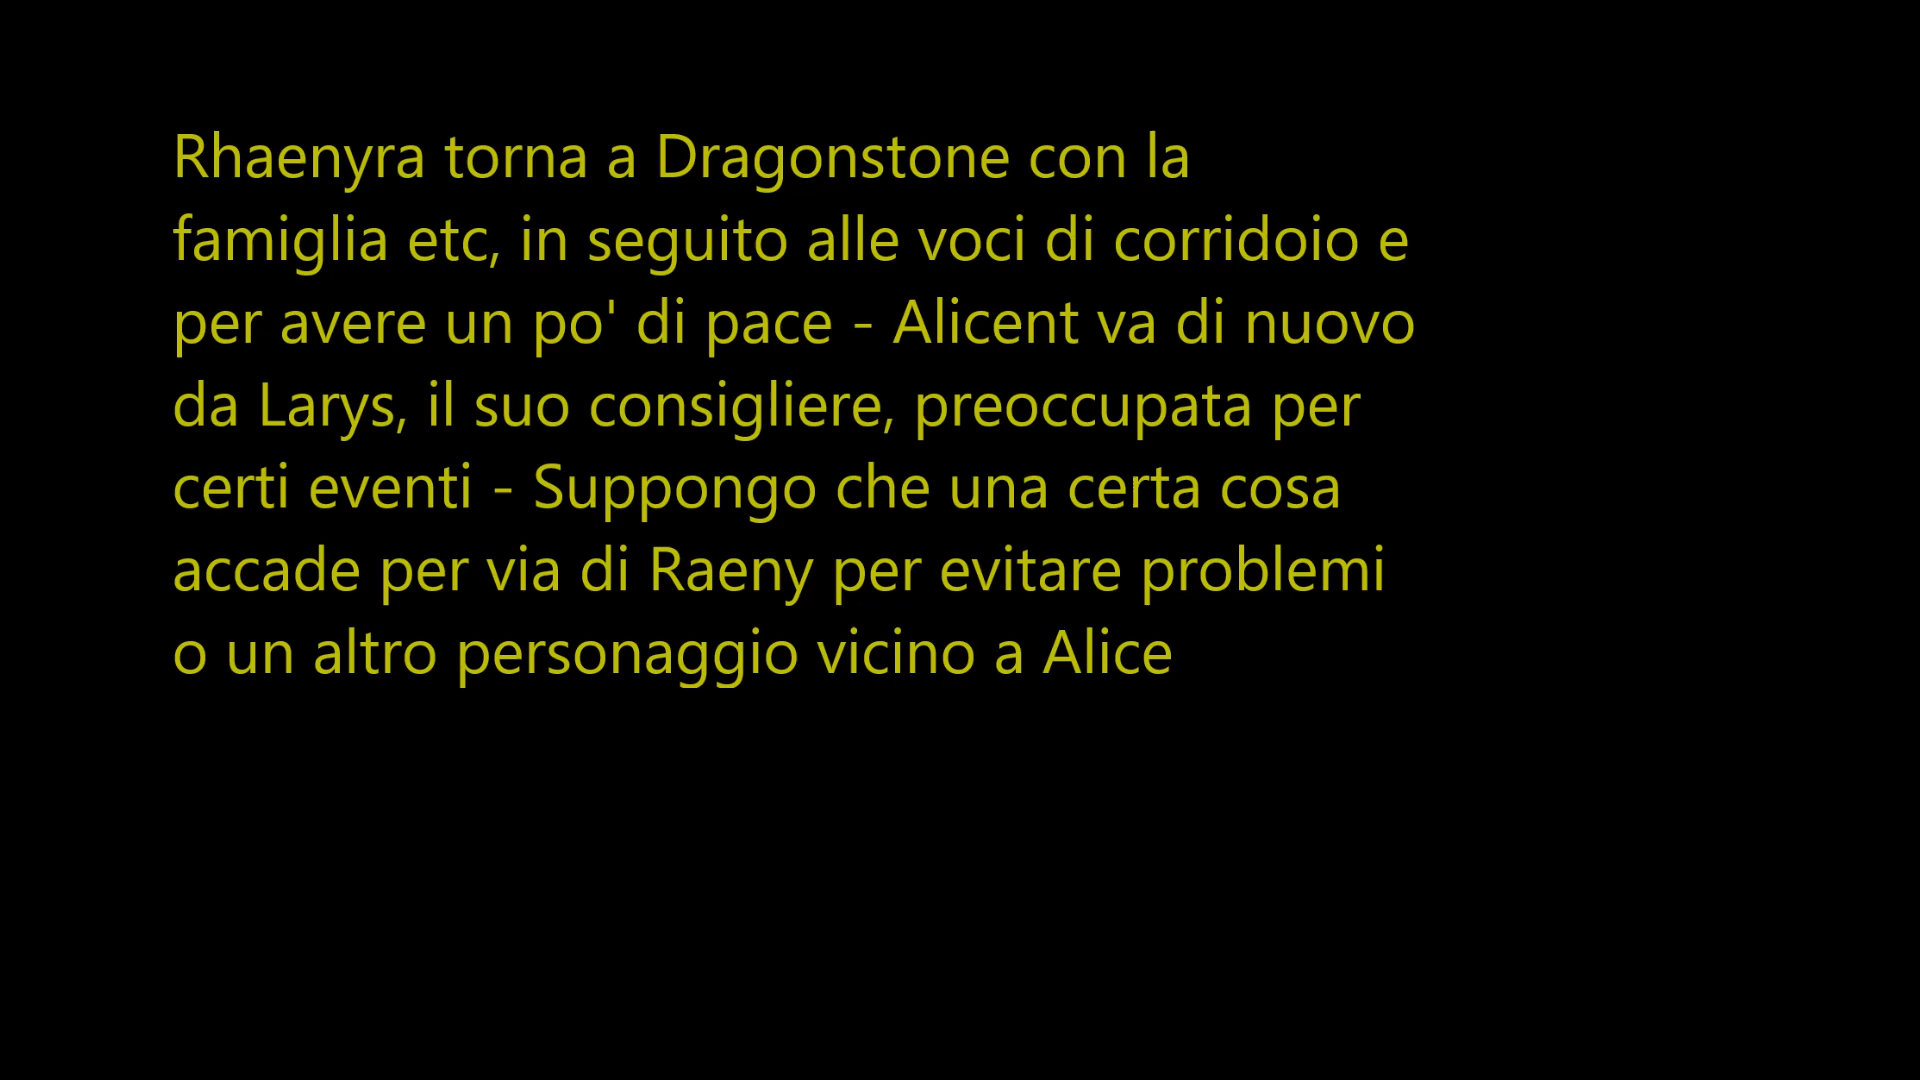 Rhaenyra torna a Dragonstone con la
famiglia etc, in seguito alle voci di corridoio e
per avere un po' di pace - Alicent va di nuovo
da Larys, il suo consigliere, preoccupata per
certi eventi - Suppongo che una certa cosa
accade per via di Raeny per evitare problemi
o un altro personaggio vicino a Alice